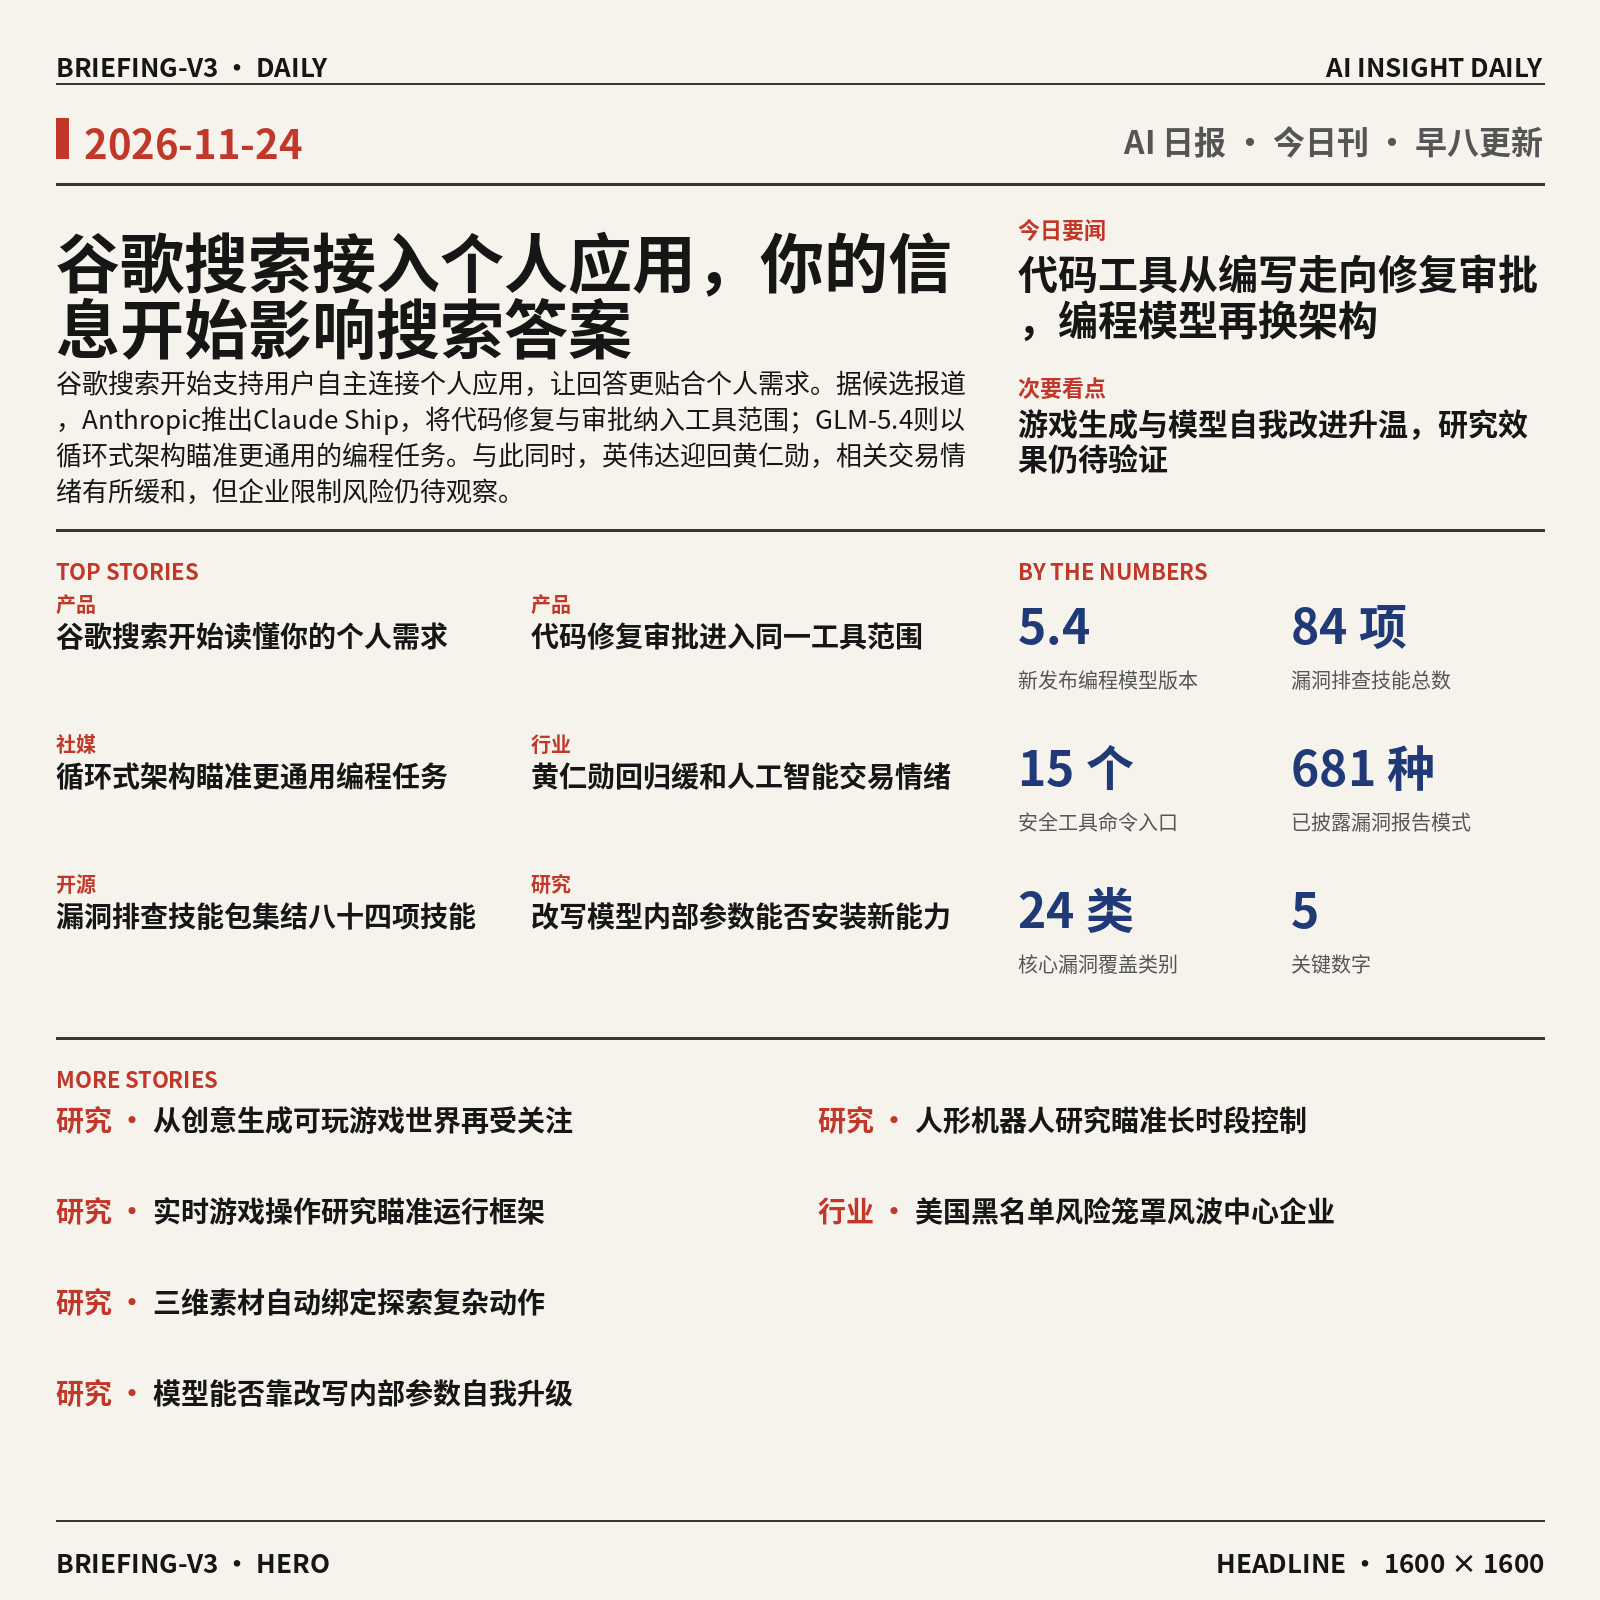 BRIEFING-V3 • DAILY
AI INSIGHT DAILY
2026-11-24
AI 日报 • 今日刊 • 早八更新
谷歌搜索接入个人应用，你的信
息开始影响搜索答案
谷歌搜索开始支持用户自主连接个人应用，让回答更贴合个人需求。据候选报道
，Anthropic推出Claude Ship，将代码修复与审批纳入工具范围；GLM-5.4则以
循环式架构瞄准更通用的编程任务。与此同时，英伟达迎回黄仁勋，相关交易情
绪有所缓和，但企业限制风险仍待观察。
今日要闻
代码工具从编写走向修复审批
，编程模型再换架构
次要看点
游戏生成与模型自我改进升温，研究效
果仍待验证
TOP STORIES
产品
谷歌搜索开始读懂你的个人需求
产品
代码修复审批进入同一工具范围
社媒
循环式架构瞄准更通用编程任务
行业
黄仁勋回归缓和人工智能交易情绪
开源
漏洞排查技能包集结八十四项技能
研究
改写模型内部参数能否安装新能力
BY THE NUMBERS
5.4
新发布编程模型版本
84 项
漏洞排查技能总数
15 个
安全工具命令入口
681 种
已披露漏洞报告模式
24 类
核心漏洞覆盖类别
5
关键数字
MORE STORIES
研究 • 从创意生成可玩游戏世界再受关注
研究 • 人形机器人研究瞄准长时段控制
研究 • 实时游戏操作研究瞄准运行框架
行业 • 美国黑名单风险笼罩风波中心企业
研究 • 三维素材自动绑定探索复杂动作
研究 • 模型能否靠改写内部参数自我升级
BRIEFING-V3 • HERO
HEADLINE • 1600 × 1600